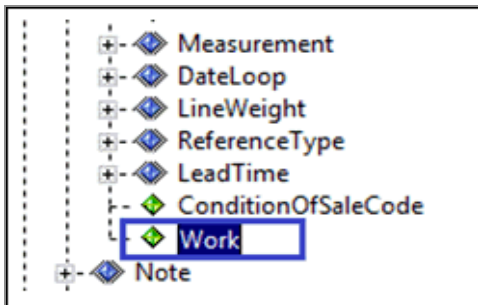 Measurement
DateLoop
LineWeight
ReferenceType
LeadTime
ConditionOfSaleCode
Work
Note